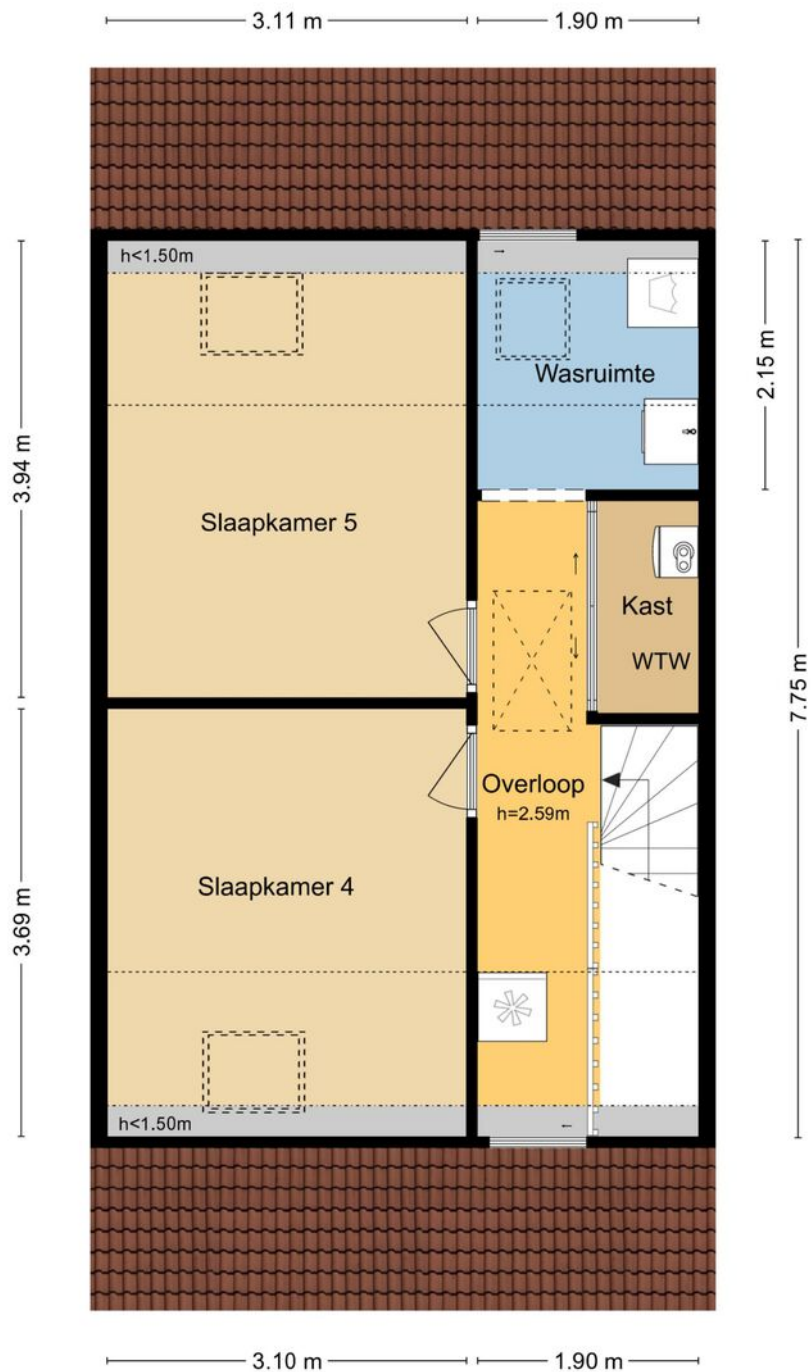 3.11 m
1.90 m
h<1.50m
2.15 m
Wasruimte
3.94 m
Slaapkamer 5
Kast
WTW
7.75 m
Overloop
h=2.59m
Slaapkamer 4
3.69 m
h<1.50m
3.10 m
1.90 m